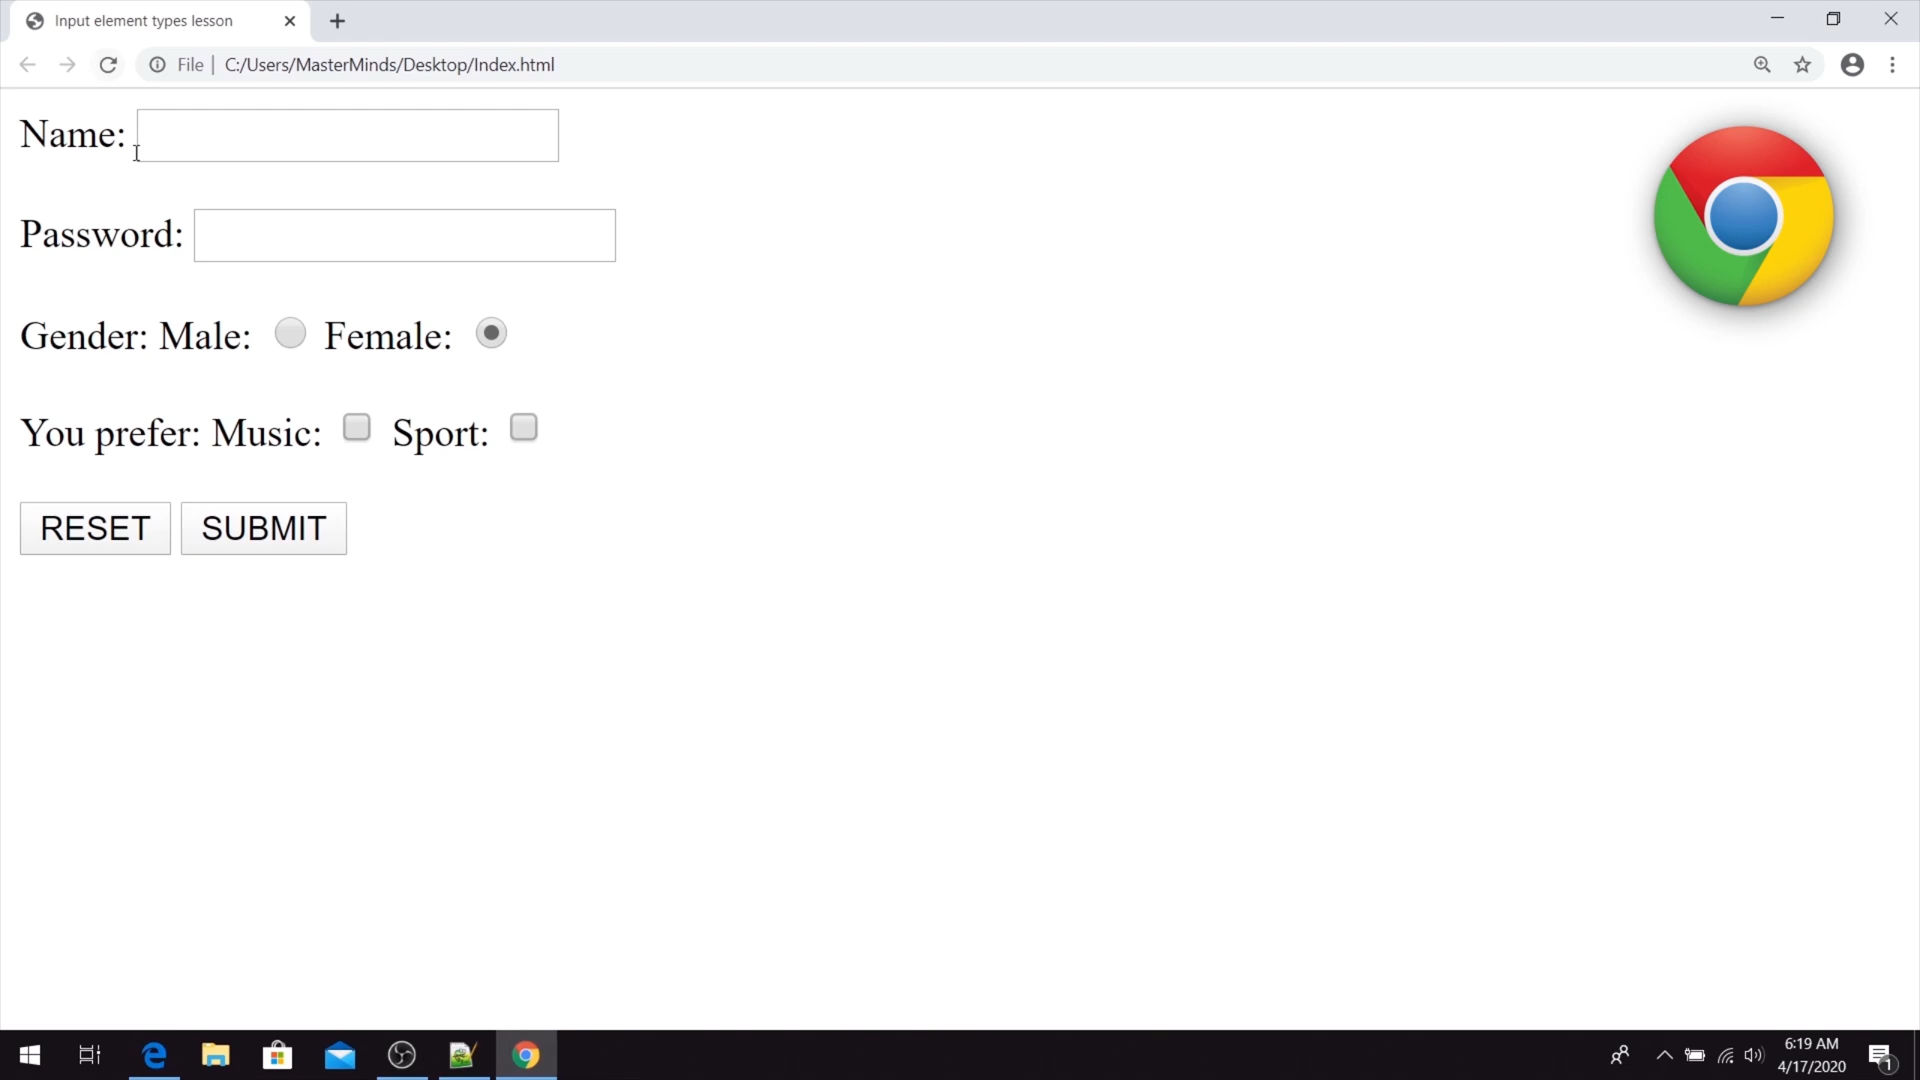 Input element types lesson
File | C:/Users/MasterMinds/Desktop/Index.html
Name:
Password:
Gender: Male: Female:
You prefer: Music: Sport:
RESET SUBMIT
6:19 AM
4/17/2020
1